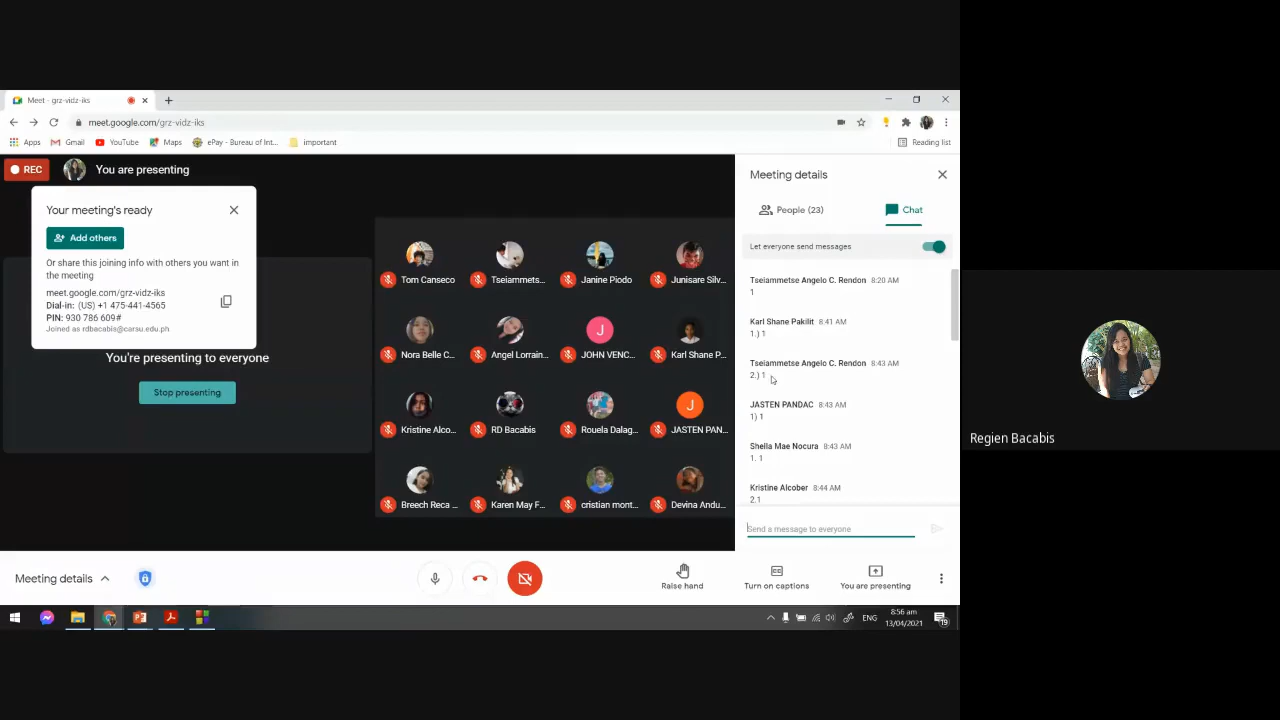 Meet - grz-vidz-iks
meet.google.com/grz-vidz-iks
Apps Gmail YouTube Maps ePay - Bureau of Int... important Reading list
REC You are presenting
Your meeting's ready
Add others
Or share this joining info with others you want in
the meeting
meet.google.com/grz-vidz-iks
Dial-in: (US) +1 475-441-4565
PIN: 930 786 609#
Joined as rdbacabis@carsu.edu.ph
You're presenting to everyone
Stop presenting
Tom Canseco Tseiammets... Janine Piodo Junisare Silv...
J
Nora Belle C... Angel Lorrain... JOHN VENC... Karl Shane P...
J
Kristine Alco... RD Bacabis Rouela Dalag... JASTEN PAN...
Breech Reca ... Karen May F... cristian mont... Devina Andu...
Meeting details
People (23) Chat
Let everyone send messages
Tseiammetse Angelo C. Rendon 8:20 AM
1
Karl Shane Pakilit 8:41 AM
1.) 1
Tseiammetse Angelo C. Rendon 8:43 AM
2.) 1
JASTEN PANDAC 8:43 AM
1) 1
Sheila Mae Nocura 8:43 AM
1. 1
Kristine Alcober 8:44 AM
2.1
Send a message to everyone
Meeting details
Raise hand Turn on captions You are presenting
ENG 8:56 am
13/04/2021
19
Regien Bacabis